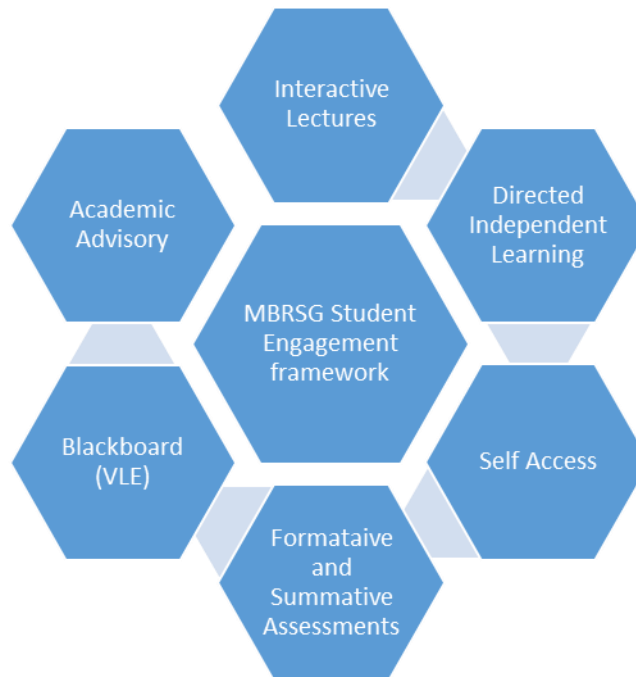 Interactive
Lectures
Directed
Independent
Learning
Academic
Advisory
MBRSG Student
Engagement
framework
Blackboard
(VLE)
Self Access
Formataive
and
Summative
Assessments